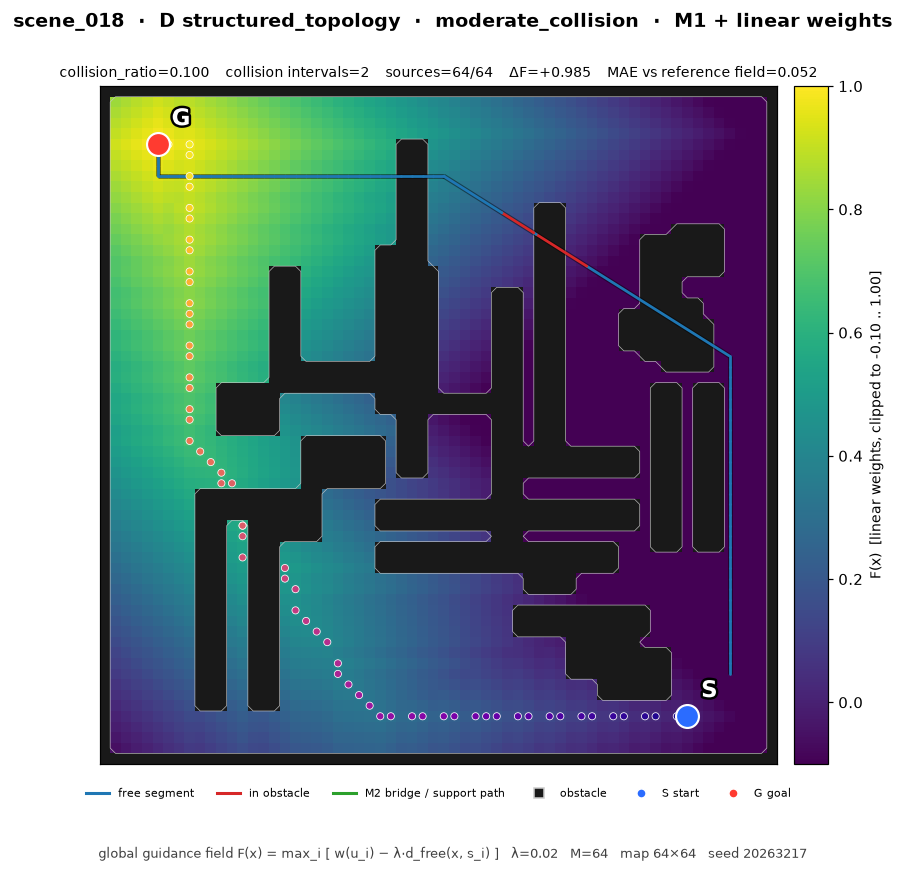 scene_018 · D structured_topology · moderate_collision · M1 + linear weights
collision_ratio=0.100 collision intervals=2 sources=64/64 ΔF=+0.985 MAE vs reference field=0.052
G
S
1.0
0.8
0.6
0.4
0.2
0.0
F(x) [linear weights, clipped to -0.10 .. 1.00]
free segment in obstacle M2 bridge / support path obstacle S start G goal
global guidance field F(x) = max_i [ w(u_i) − λ·d_free(x, s_i) ] λ=0.02 M=64 map 64×64 seed 20263217